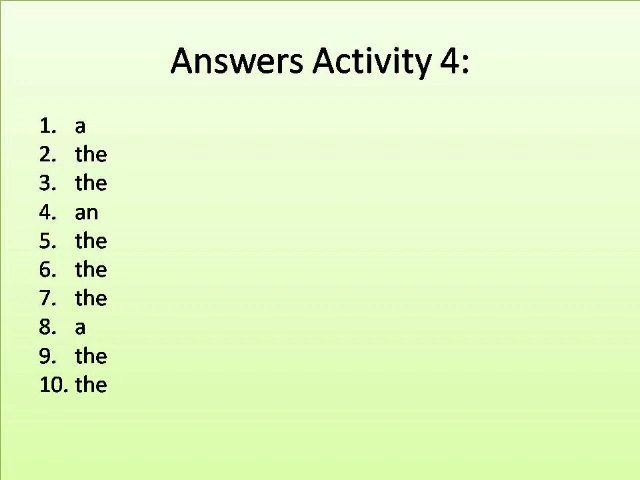 Answers Activity 4:
1. a
2. the
3. the
4. an
5. the
6. the
7. the
8. a
9. the
10. the